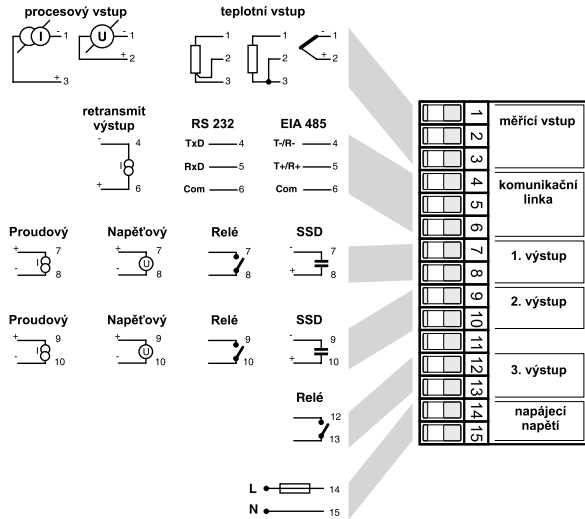 procesový vstup
teplotní vstup
I
- 1
+ 3
U
- 1
+ 2
1
2
3
1
2
3
- 1
+ 2
retransmit
výstup
- 4
I
+ 6
RS 232
TxD 4
RxD 5
Com 6
EIA 485
T-/R- 4
T+/R+ 5
Com 6
Proudový
+ 7
I
- 8
Napěťový
+ 7
U
- 8
Relé
7
8
SSD
- 7
+ 8
Proudový
+ 9
I
- 10
Napěťový
+ 9
U
- 10
Relé
9
10
SSD
- 9
+ 10
Relé
12
13
L 14
N 15
1
2
3
měřící vstup
4
5
6
komunikační
linka
7
8
1. výstup
9
10
2. výstup
11
12
13
3. výstup
14
15
napájecí
napětí